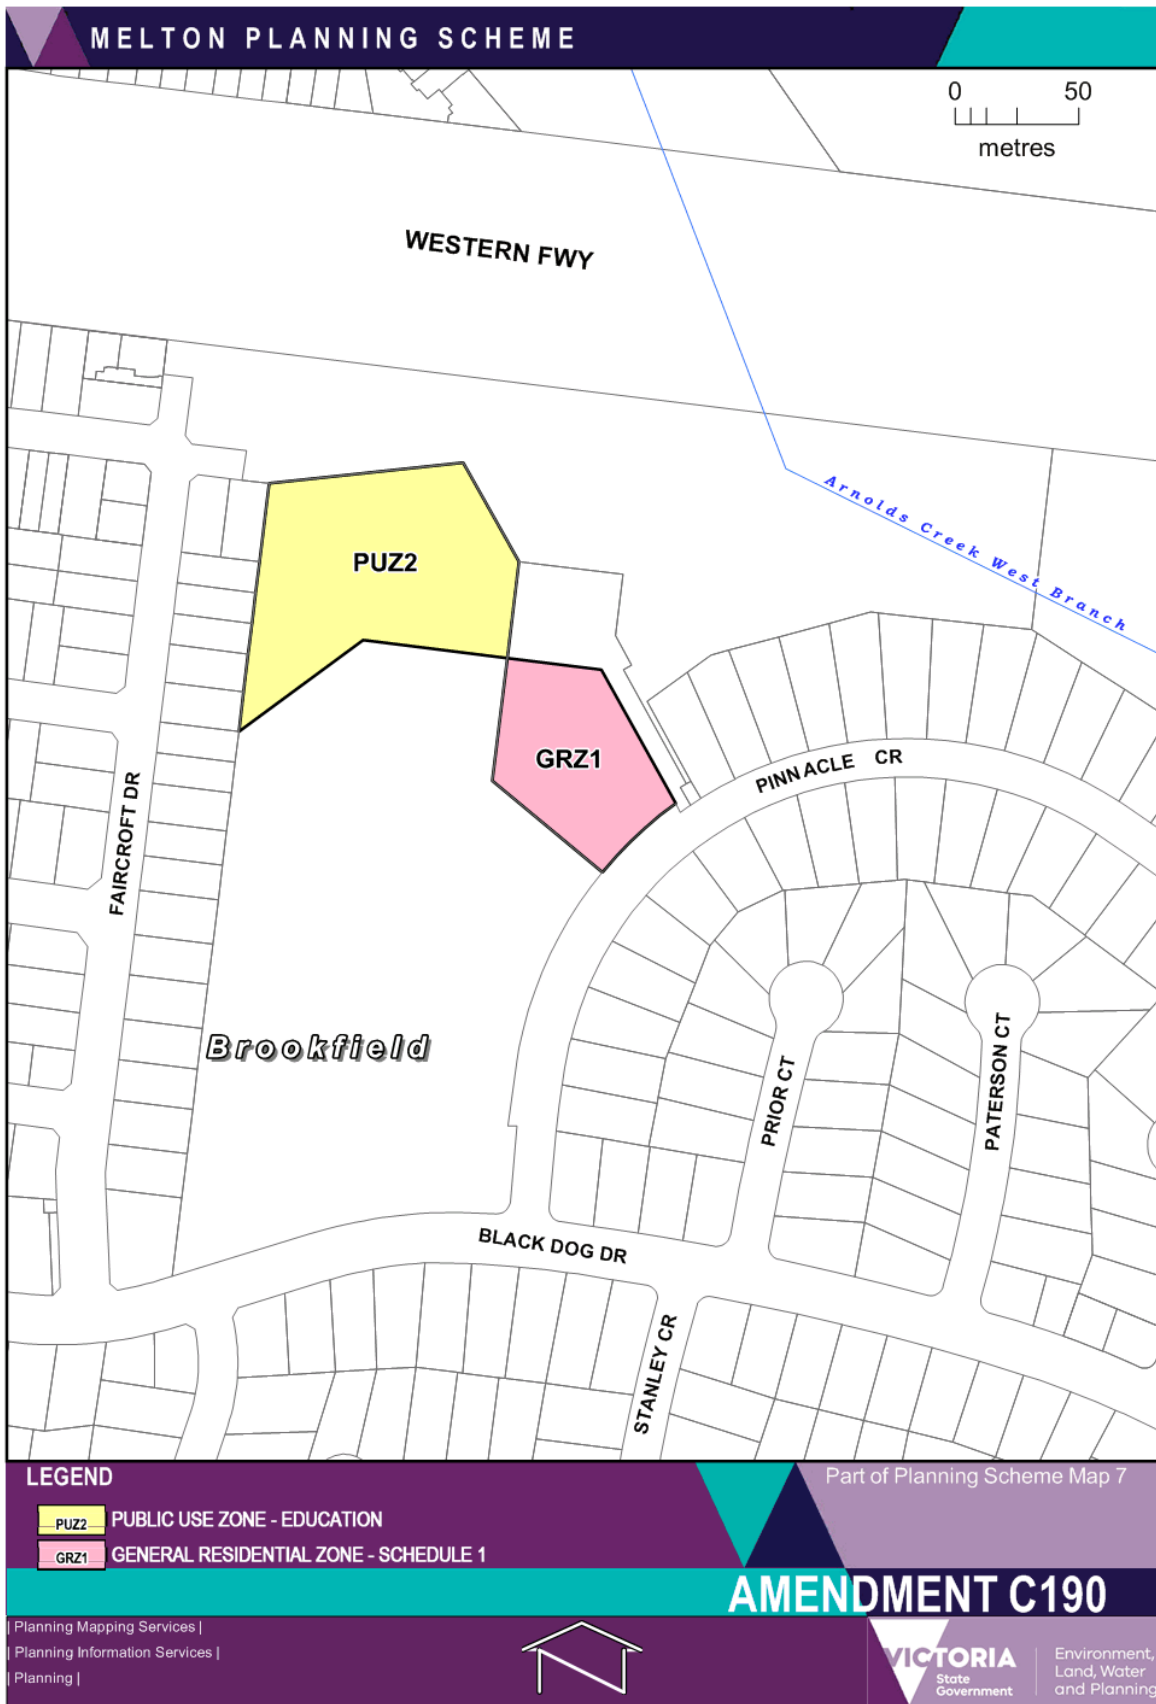 MELTON PLANNING SCHEME
0 50
metres
WESTERN FWY
Arnolds Creek West Branch
PUZ2
GRZ1
PINNACLE CR
FAIRCROFT DR
Brookfield
PRIOR CT
PATERSON CT
BLACK DOG DR
STANLEY CR
LEGEND
Part of Planning Scheme Map 7
PUZ2 PUBLIC USE ZONE - EDUCATION
GRZ1 GENERAL RESIDENTIAL ZONE - SCHEDULE 1
AMENDMENT C190
| Planning Mapping Services |
| Planning Information Services |
| Planning |
VICTORIA
State
Government
Environment,
Land, Water
and Planning